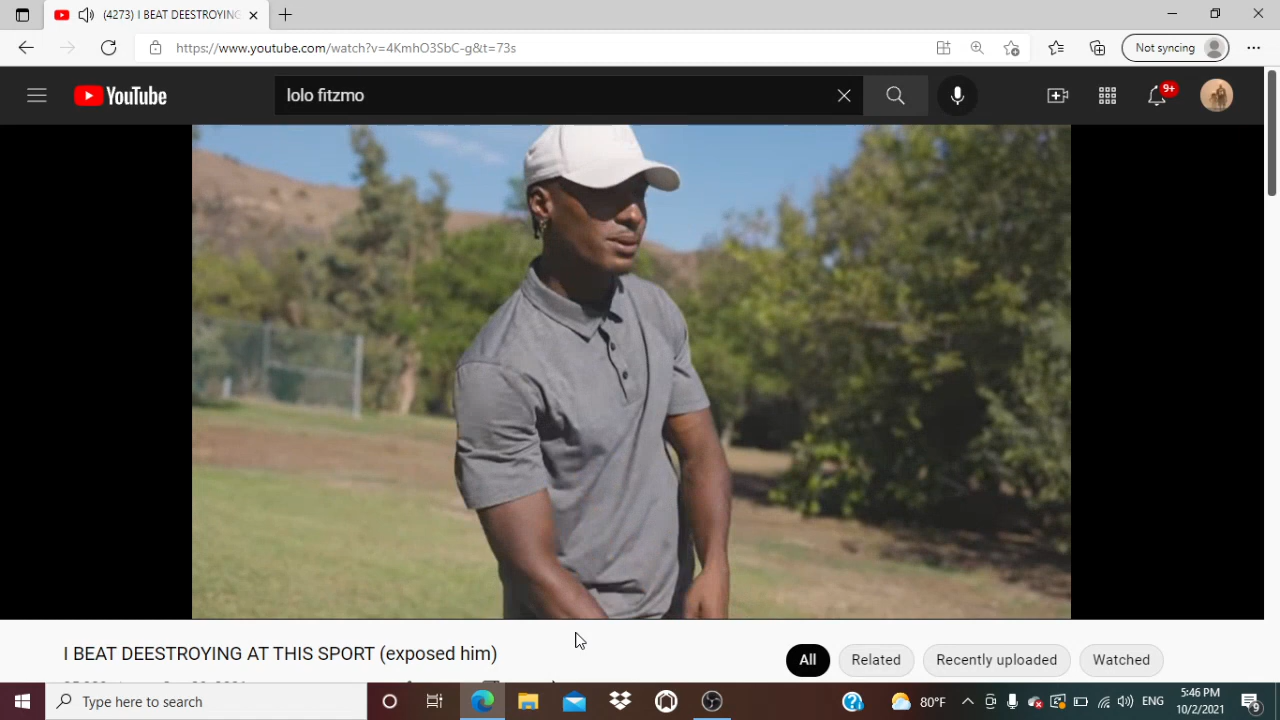 (4273) I BEAT DEESTROYING
https://www.youtube.com/watch?v=4KmhO3SbC-g&t=73s
Not syncing
YouTube
lolo fitzmo
9+
I BEAT DEESTROYING AT THIS SPORT (exposed him)
All
Related
Recently uploaded
Watched
Type here to search
80°F
ENG
5:46 PM
10/2/2021
9